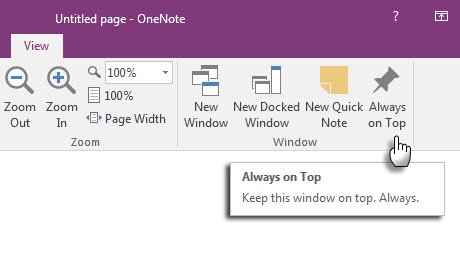 Untitled page - OneNote
?
View
Zoom Out
Zoom In
100%
100%
Page Width
Zoom
New Window
New Docked Window
New Quick Note
Always on Top
Window
Always on Top
Keep this window on top. Always.